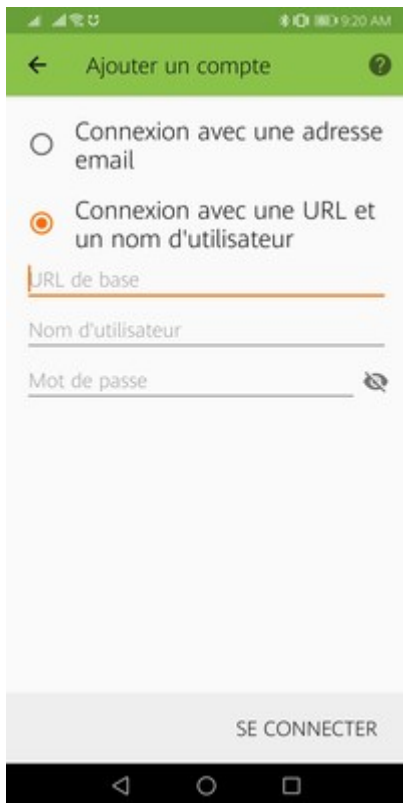 9:20 AM
Ajouter un compte
Connexion avec une adresse
email
Connexion avec une URL et
un nom d'utilisateur
URL de base
Nom d'utilisateur
Mot de passe
SE CONNECTER